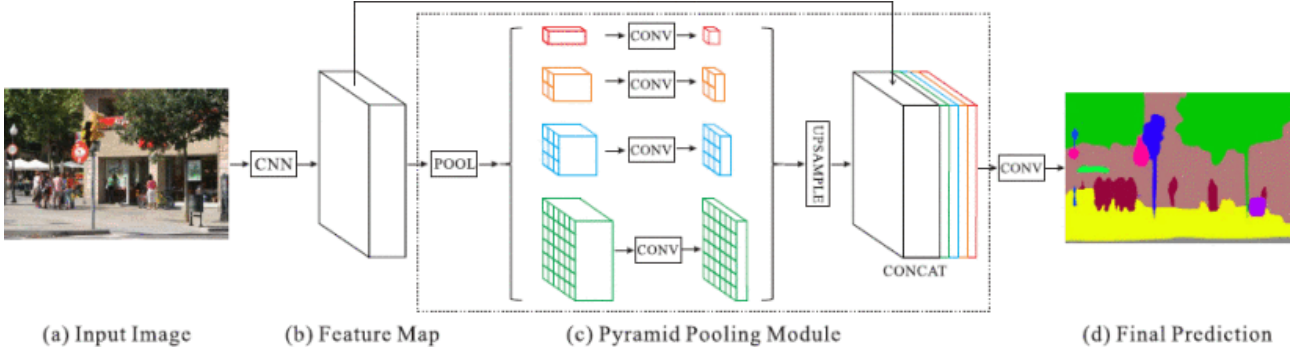 CNN
POOL
CONV
CONV
CONV
CONV
UPSAMPLE
CONCAT
CONV
(a) Input Image
(b) Feature Map
(c) Pyramid Pooling Module
(d) Final Prediction